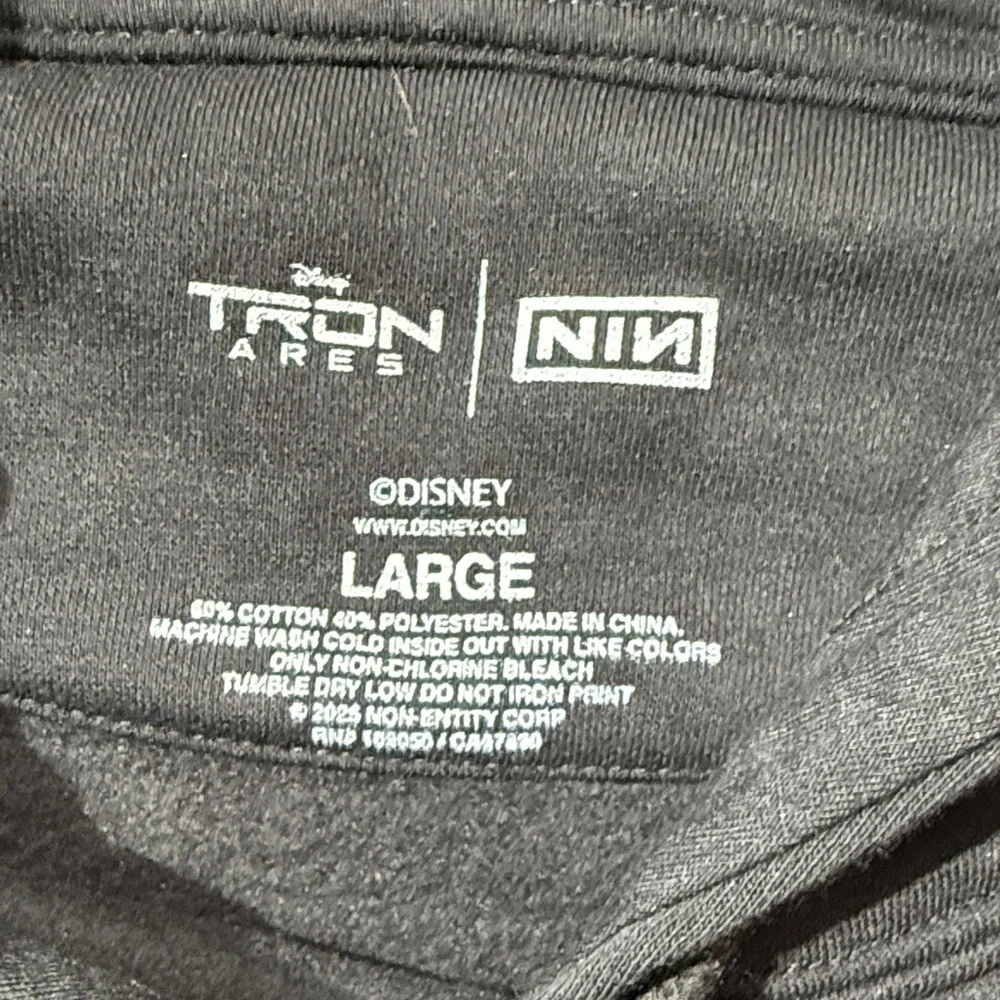 Disney
TRON
ARES
NIN
©DISNEY
WWW.DISNEY.COM
LARGE
60% COTTON 40% POLYESTER. MADE IN CHINA.
MACHINE WASH COLD INSIDE OUT WITH LIKE COLORS
ONLY NON-CHLORINE BLEACH
TUMBLE DRY LOW DO NOT IRON PRINT
© 2025 NON-ENTITY CORP